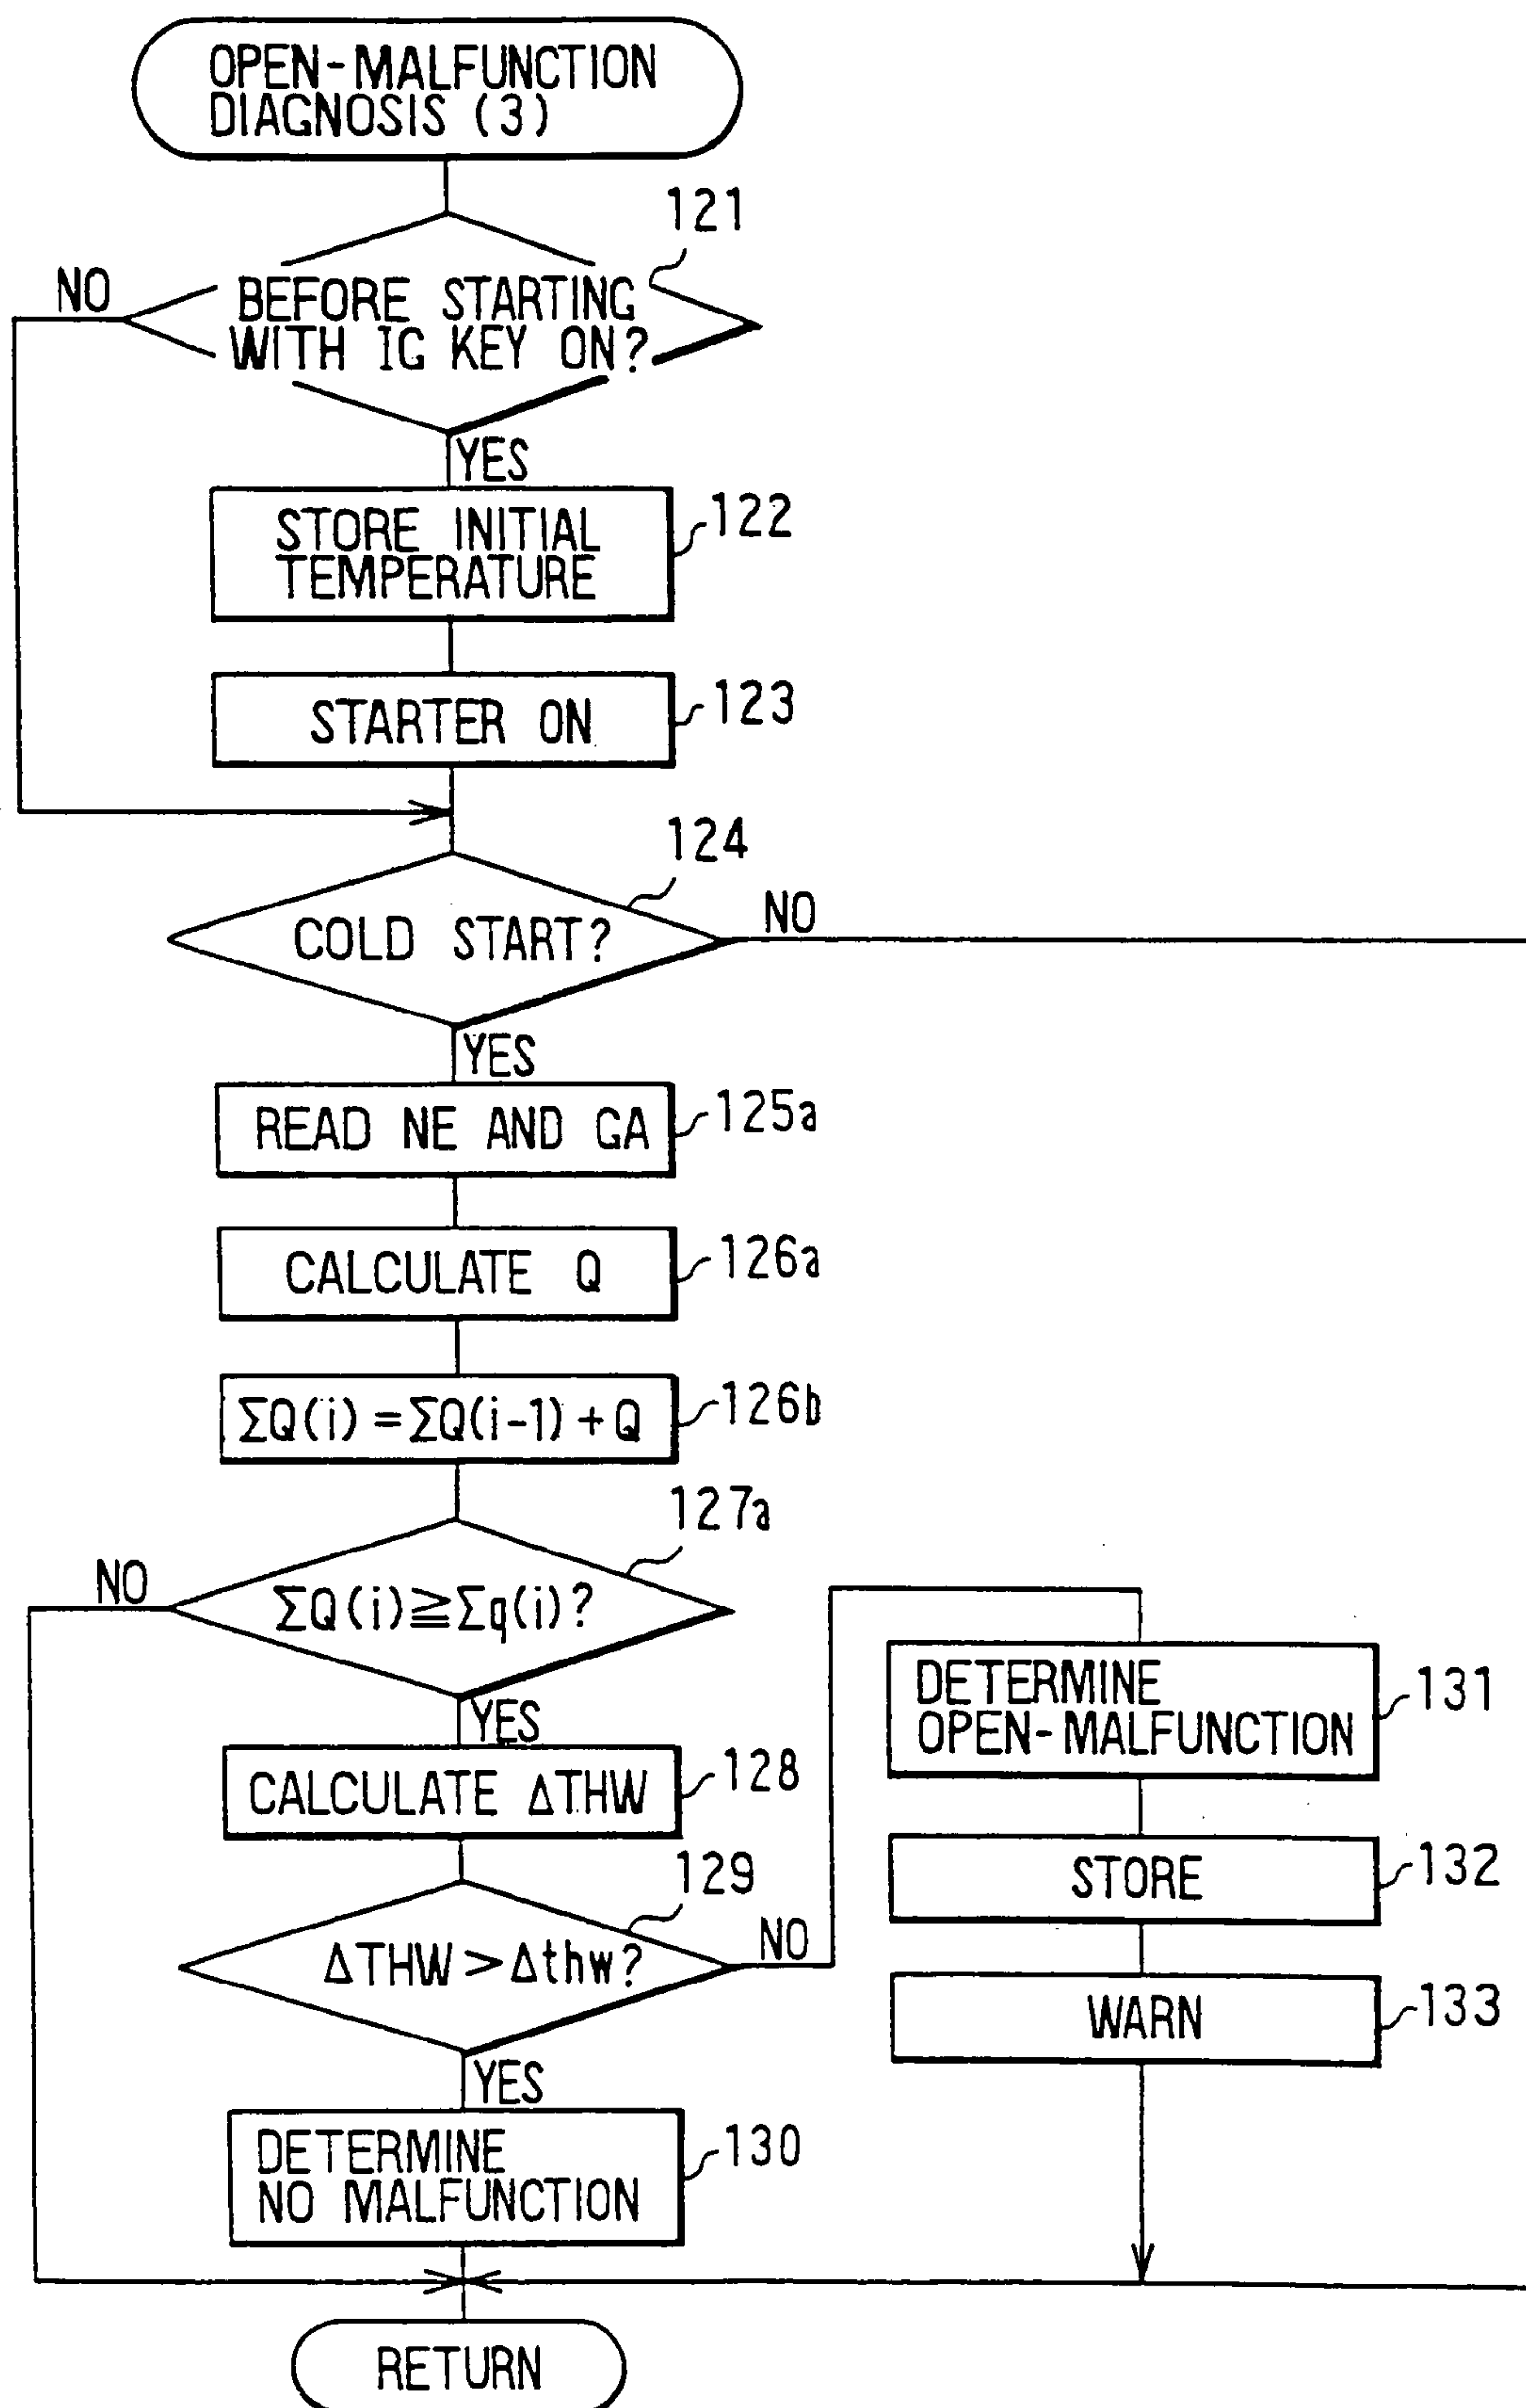 OPEN-MALFUNCTION
DIAGNOSIS (3)
121
NO
BEFORE STARTING
WITH IG KEY ON?
YES
STORE INITIAL
TEMPERATURE
122
STARTER ON
123
124
COLD START?
NO
YES
READ NE AND GA
125a
CALCULATE Q
126a
ΣQ(i)=ΣQ(i-1)+Q
126b
127a
NO
ΣQ(i)≧Σq(i)?
YES
CALCULATE ΔTHW
128
129
ΔTHW>Δthw?
NO
YES
DETERMINE
NO MALFUNCTION
130
DETERMINE
OPEN-MALFUNCTION
131
STORE
132
WARN
133
RETURN